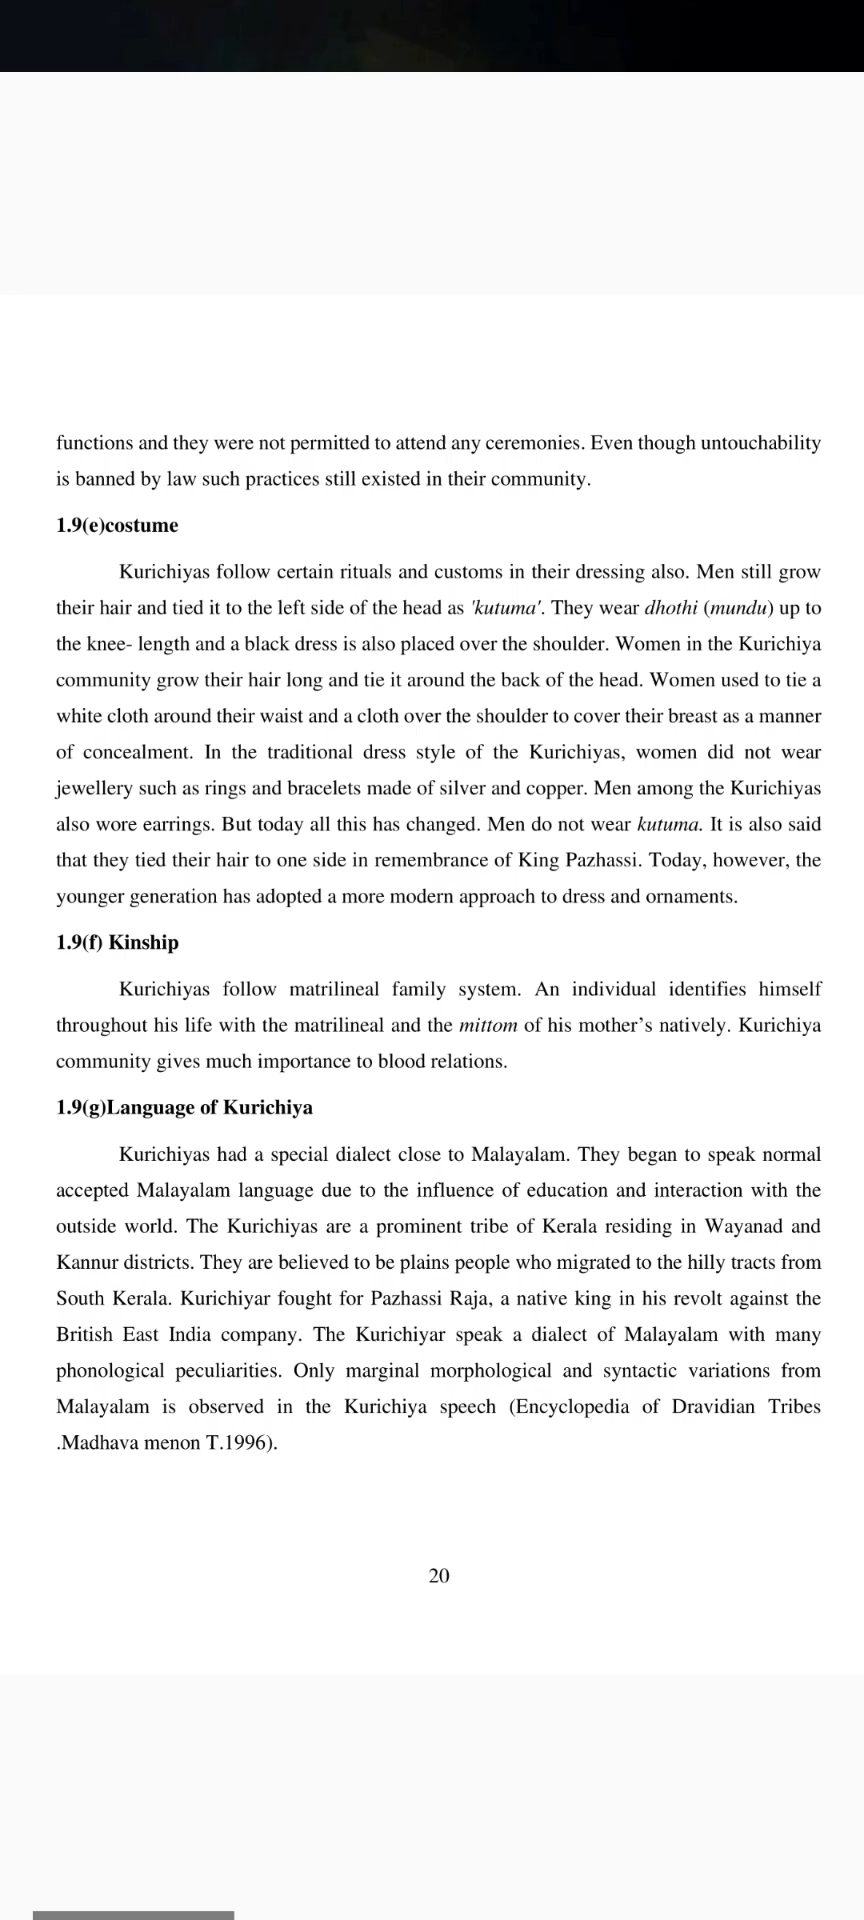 functions and they were not permitted to attend any ceremonies. Even though untouchability
is banned by law such practices still existed in their community.
1.9(e)costume
Kurichiyas follow certain rituals and customs in their dressing also. Men still grow
their hair and tied it to the left side of the head as 'kutuma'. They wear dhothi (mundu) up to
the knee- length and a black dress is also placed over the shoulder. Women in the Kurichiya
community grow their hair long and tie it around the back of the head. Women used to tie a
white cloth around their waist and a cloth over the shoulder to cover their breast as a manner
of concealment. In the traditional dress style of the Kurichiyas, women did not wear
jewellery such as rings and bracelets made of silver and copper. Men among the Kurichiyas
also wore earrings. But today all this has changed. Men do not wear kutuma. It is also said
that they tied their hair to one side in remembrance of King Pazhassi. Today, however, the
younger generation has adopted a more modern approach to dress and ornaments.
1.9(f) Kinship
Kurichiyas follow matrilineal family system. An individual identifies himself
throughout his life with the matrilineal and the mittom of his mother’s natively. Kurichiya
community gives much importance to blood relations.
1.9(g)Language of Kurichiya
Kurichiyas had a special dialect close to Malayalam. They began to speak normal
accepted Malayalam language due to the influence of education and interaction with the
outside world. The Kurichiyas are a prominent tribe of Kerala residing in Wayanad and
Kannur districts. They are believed to be plains people who migrated to the hilly tracts from
South Kerala. Kurichiyar fought for Pazhassi Raja, a native king in his revolt against the
British East India company. The Kurichiyar speak a dialect of Malayalam with many
phonological peculiarities. Only marginal morphological and syntactic variations from
Malayalam is observed in the Kurichiya speech (Encyclopedia of Dravidian Tribes
.Madhava menon T.1996).
20